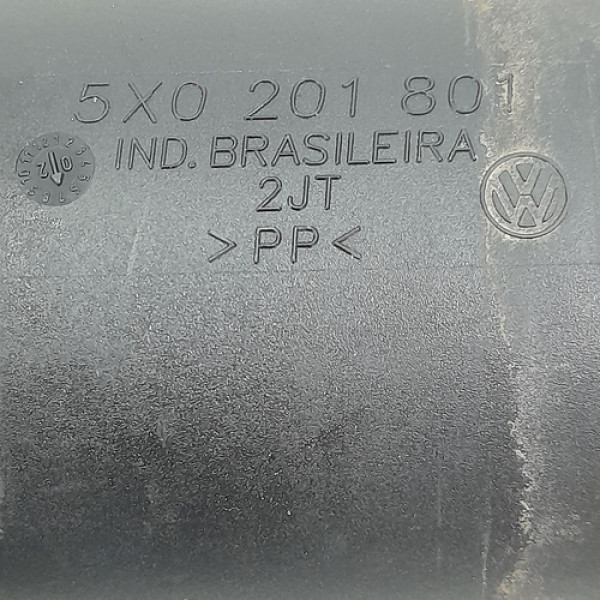 5X0 201 801
IND. BRASILEIRA
2JT
>PP<